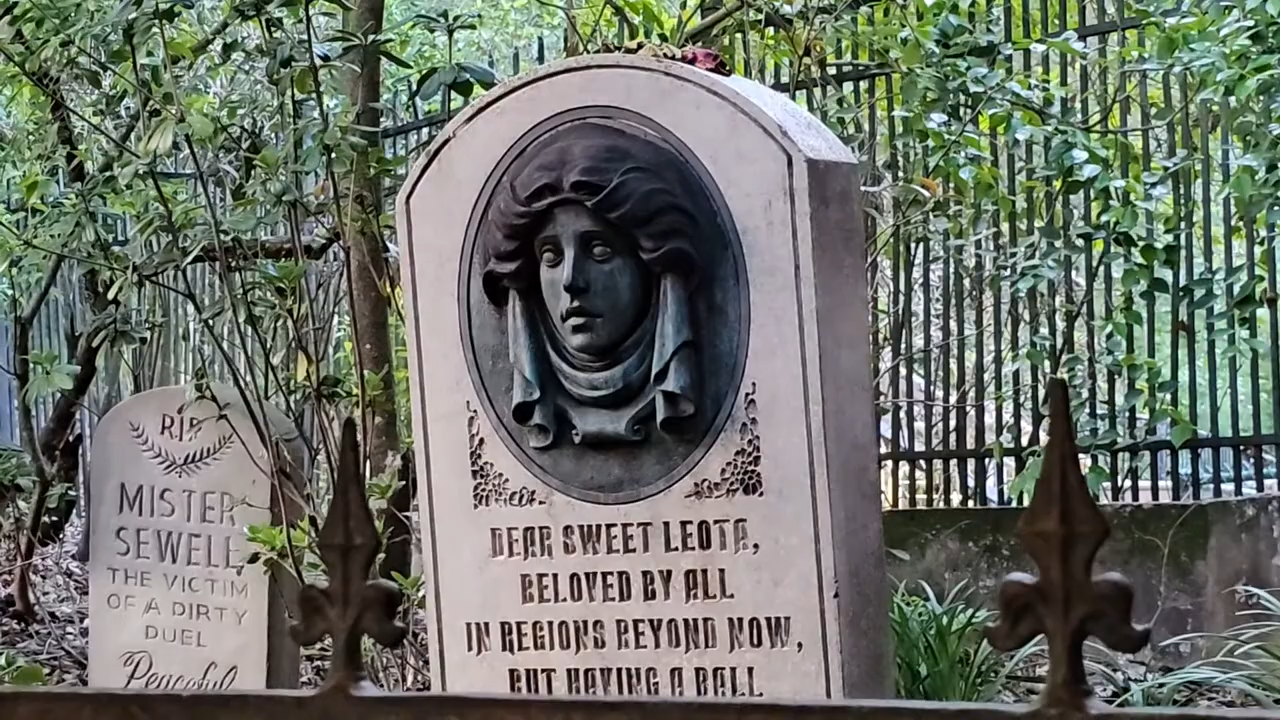 RIP
MISTER
SEWELL,
THE VICTIM
OF A DIRTY
DUEL
Peaceful
DEAR SWEET LEOTA,
BELOVED BY ALL
IN REGIONS BEYOND NOW,
BUT HAVING A BALL